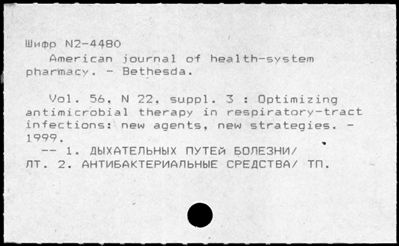 Шифр N2-4480
American journal of health-system
pharmacy. - Bethesda.
Vol. 56, N 22, suppl. 3 : Optimizing
antimicrobial therapy in respiratory-tract
infections: new agents, new strategies. -
1999.
-- 1. ДЫХАТЕЛЬНЫХ ПУТЕЙ БОЛЕЗНИ/
ЛТ. 2. АНТИБАКТЕРИАЛЬНЫЕ СРЕДСТВА/ ТП.